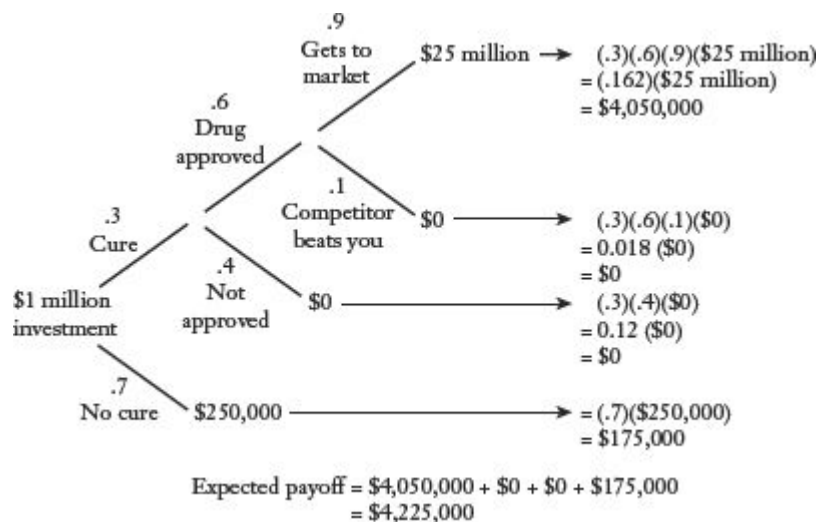 .9
Gets to
market
$25 million
(.3)(.6)(.9)($25 million)
= (.162)($25 million)
= $4,050,000
.6
Drug
approved
.1
Competitor
beats you
$0
(.3)(.6)(.1)($0)
= 0.018 ($0)
= $0
.3
Cure
.4
Not
approved
$0
(.3)(.4)($0)
= 0.12 ($0)
= $0
$1 million
investment
.7
No cure
$250,000
= (.7)($250,000)
= $175,000
Expected payoff = $4,050,000 + $0 + $0 + $175,000
= $4,225,000